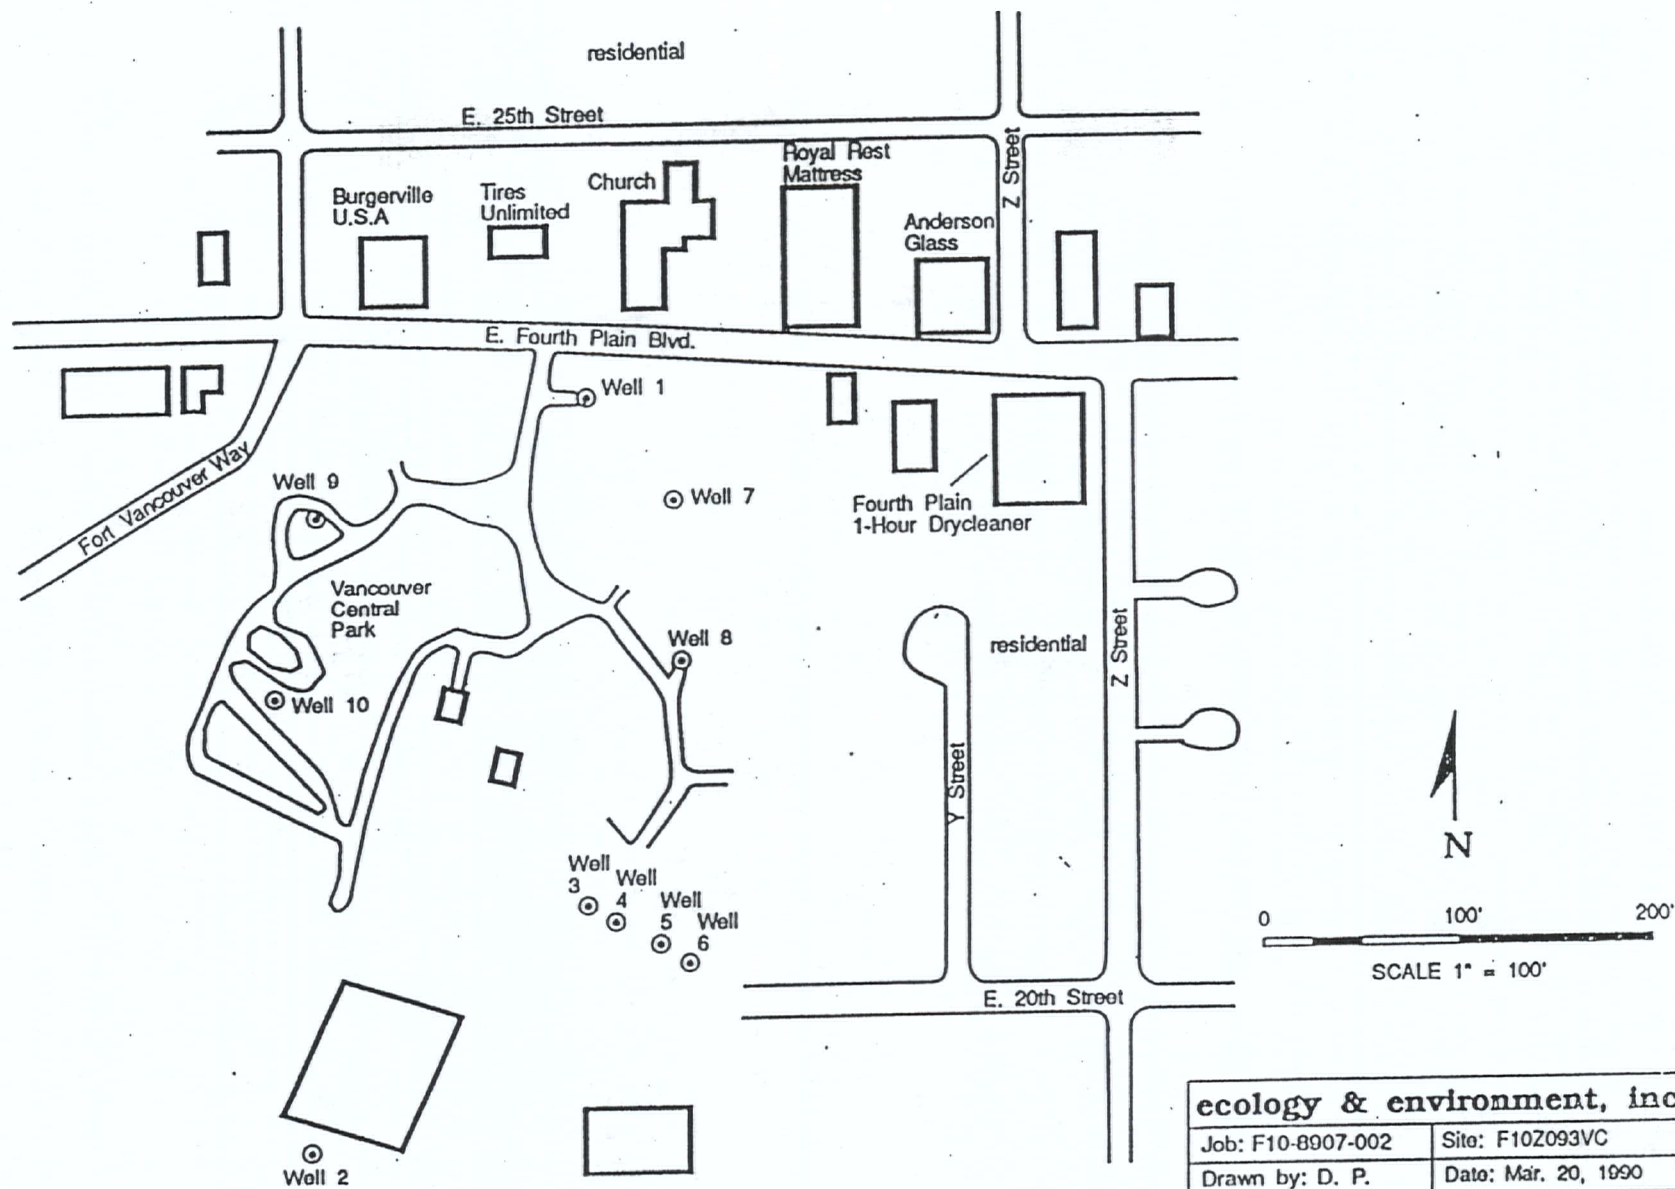 residential
E. 25th Street
Z Street
Royal Rest
Mattress
Church
Tires
Unlimited
Burgerville
U.S.A
Anderson
Glass
E. Fourth Plain Blvd.
Well 1
Fort Vancouver Way
Well 9
Well 7
Fourth Plain
1-Hour Drycleaner
Vancouver
Central
Park
Well 8
residential
Z Street
Well 10
Y Street
N
Well
3
Well
4
Well
5
Well
6
0 100' 200'
SCALE 1" = 100'
E. 20th Street
Well 2
ecology & environment, inc
Job: F10-8907-002
Site: F10Z093VC
Drawn by: D. P.
Date: Mar. 20, 1990